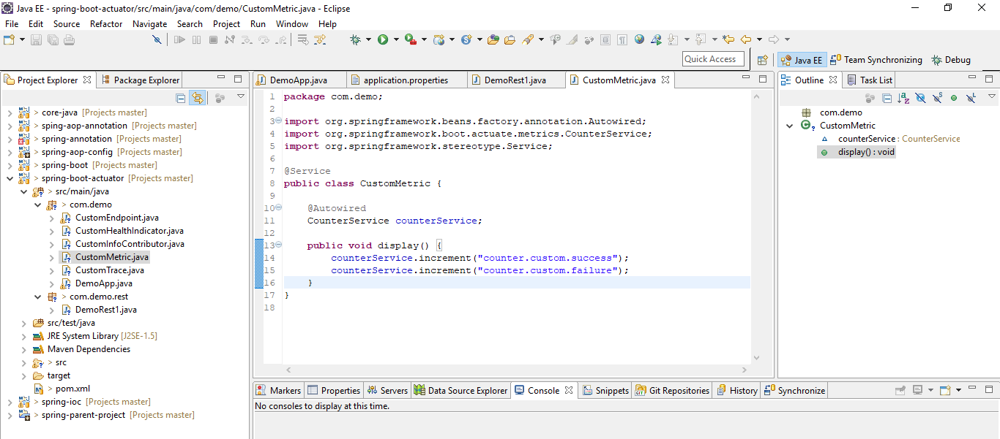 Java EE - spring-boot-actuator/src/main/java/com/demo/CustomMetric.java - Eclipse
File Edit Source Refactor Navigate Search Project Run Window Help
Quick Access Java EE Team Synchronizing Debug
Project Explorer Package Explorer
> core-java [Projects master]
> sping-aop-annotation [Projects master]
> spring-annotation [Projects master]
> spring-aop-config [Projects master]
> spring-boot [Projects master]
> spring-boot-actuator [Projects master]
> src/main/java
> com.demo
CustomEndpoint.java
CustomHealthIndicator.java
CustomInfoContributor.java
CustomMetric.java
CustomTrace.java
DemoApp.java
> com.demo.rest
DemoRest1.java
src/test/java
JRE System Library [J2SE-1.5]
Maven Dependencies
> src
target
> pom.xml
> spring-ioc [Projects master]
> spring-parent-project [Projects master]
DemoApp.java application.properties DemoRest1.java CustomMetric.java
1 package com.demo;
2
3 import org.springframework.beans.factory.annotation.Autowired;
4 import org.springframework.boot.actuate.metrics.CounterService;
5 import org.springframework.stereotype.Service;
6
7 @Service
8 public class CustomMetric {
9
10 @Autowired
11 CounterService counterService;
12
13 public void display() {
14 counterService.increment("counter.custom.success");
15 counterService.increment("counter.custom.failure");
16 }
17 }
18
Outline Task List
com.demo
CustomMetric
counterService : CounterService
display() : void
Markers Properties Servers Data Source Explorer Console Snippets Git Repositories History Synchronize
No consoles to display at this time.